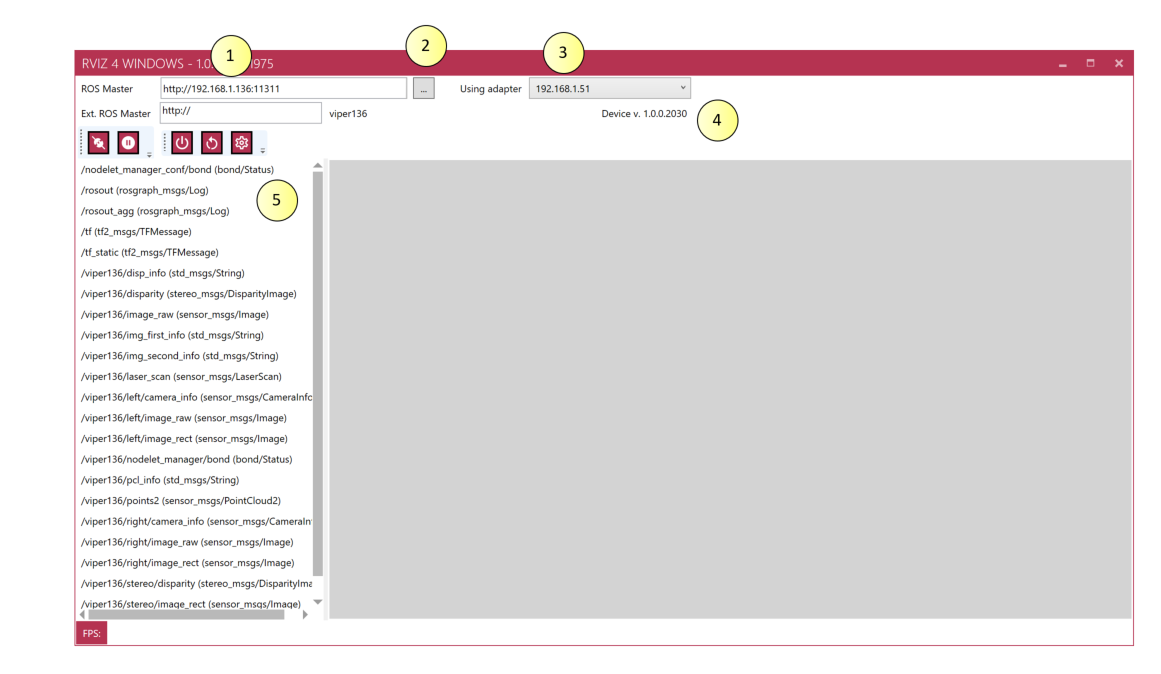 1
2
3
RVIZ 4 WINDOWS - 1.0. 1975
ROS Master http://192.168.1.136:11311 ... Using adapter 192.168.1.51
Ext. ROS Master http:// viper136 Device v. 1.0.0.2030
4
/nodelet_manager_conf/bond (bond/Status)
/rosout (rosgraph_msgs/Log)
5
/rosout_agg (rosgraph_msgs/Log)
/tf (tf2_msgs/TFMessage)
/tf_static (tf2_msgs/TFMessage)
/viper136/disp_info (std_msgs/String)
/viper136/disparity (stereo_msgs/DisparityImage)
/viper136/image_raw (sensor_msgs/Image)
/viper136/img_first_info (std_msgs/String)
/viper136/img_second_info (std_msgs/String)
/viper136/laser_scan (sensor_msgs/LaserScan)
/viper136/left/camera_info (sensor_msgs/CameraInfo
/viper136/left/image_raw (sensor_msgs/Image)
/viper136/left/image_rect (sensor_msgs/Image)
/viper136/nodelet_manager/bond (bond/Status)
/viper136/pcl_info (std_msgs/String)
/viper136/points2 (sensor_msgs/PointCloud2)
/viper136/right/camera_info (sensor_msgs/CameraIn
/viper136/right/image_raw (sensor_msgs/Image)
/viper136/right/image_rect (sensor_msgs/Image)
/viper136/stereo/disparity (stereo_msgs/DisparityIma
/viper136/stereo/image_rect (sensor_msgs/Image)
FPS: